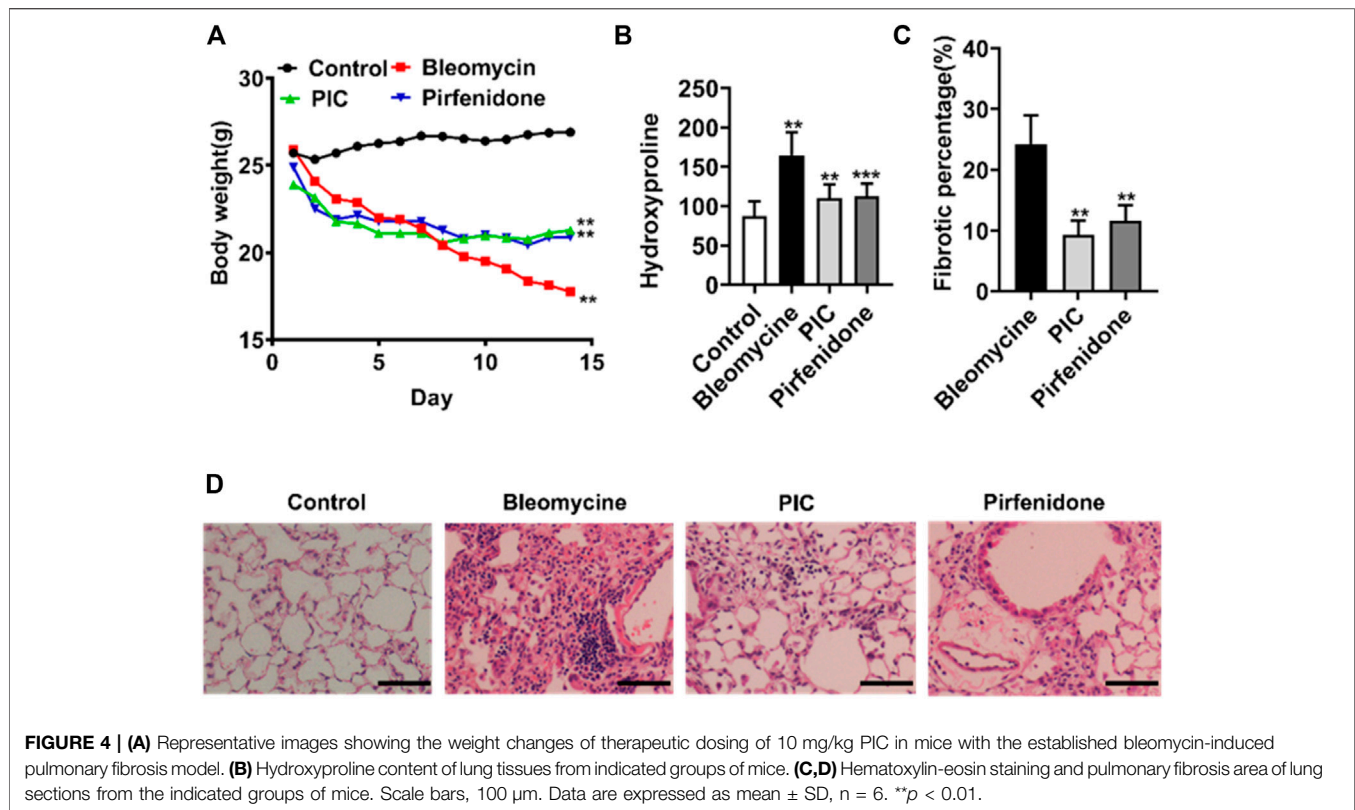 A
Control
Bleomycin
PIC
Pirfenidone
Body weight(g)
30
25
20
15
0
5
10
15
Day
**
**
**
B
Hydroxyproline
250
200
150
100
50
0
**
**
***
Control
Bleomycine
PIC
Pirfenidone
C
Fibrotic percentage(%)
40
30
20
10
0
**
**
Bleomycine
PIC
Pirfenidone
D
Control
Bleomycine
PIC
Pirfenidone
FIGURE 4 | (A) Representative images showing the weight changes of therapeutic dosing of 10 mg/kg PIC in mice with the established bleomycin-induced
pulmonary fibrosis model. (B) Hydroxyproline content of lung tissues from indicated groups of mice. (C,D) Hematoxylin-eosin staining and pulmonary fibrosis area of lung
sections from the indicated groups of mice. Scale bars, 100 μm. Data are expressed as mean ± SD, n = 6. **p < 0.01.